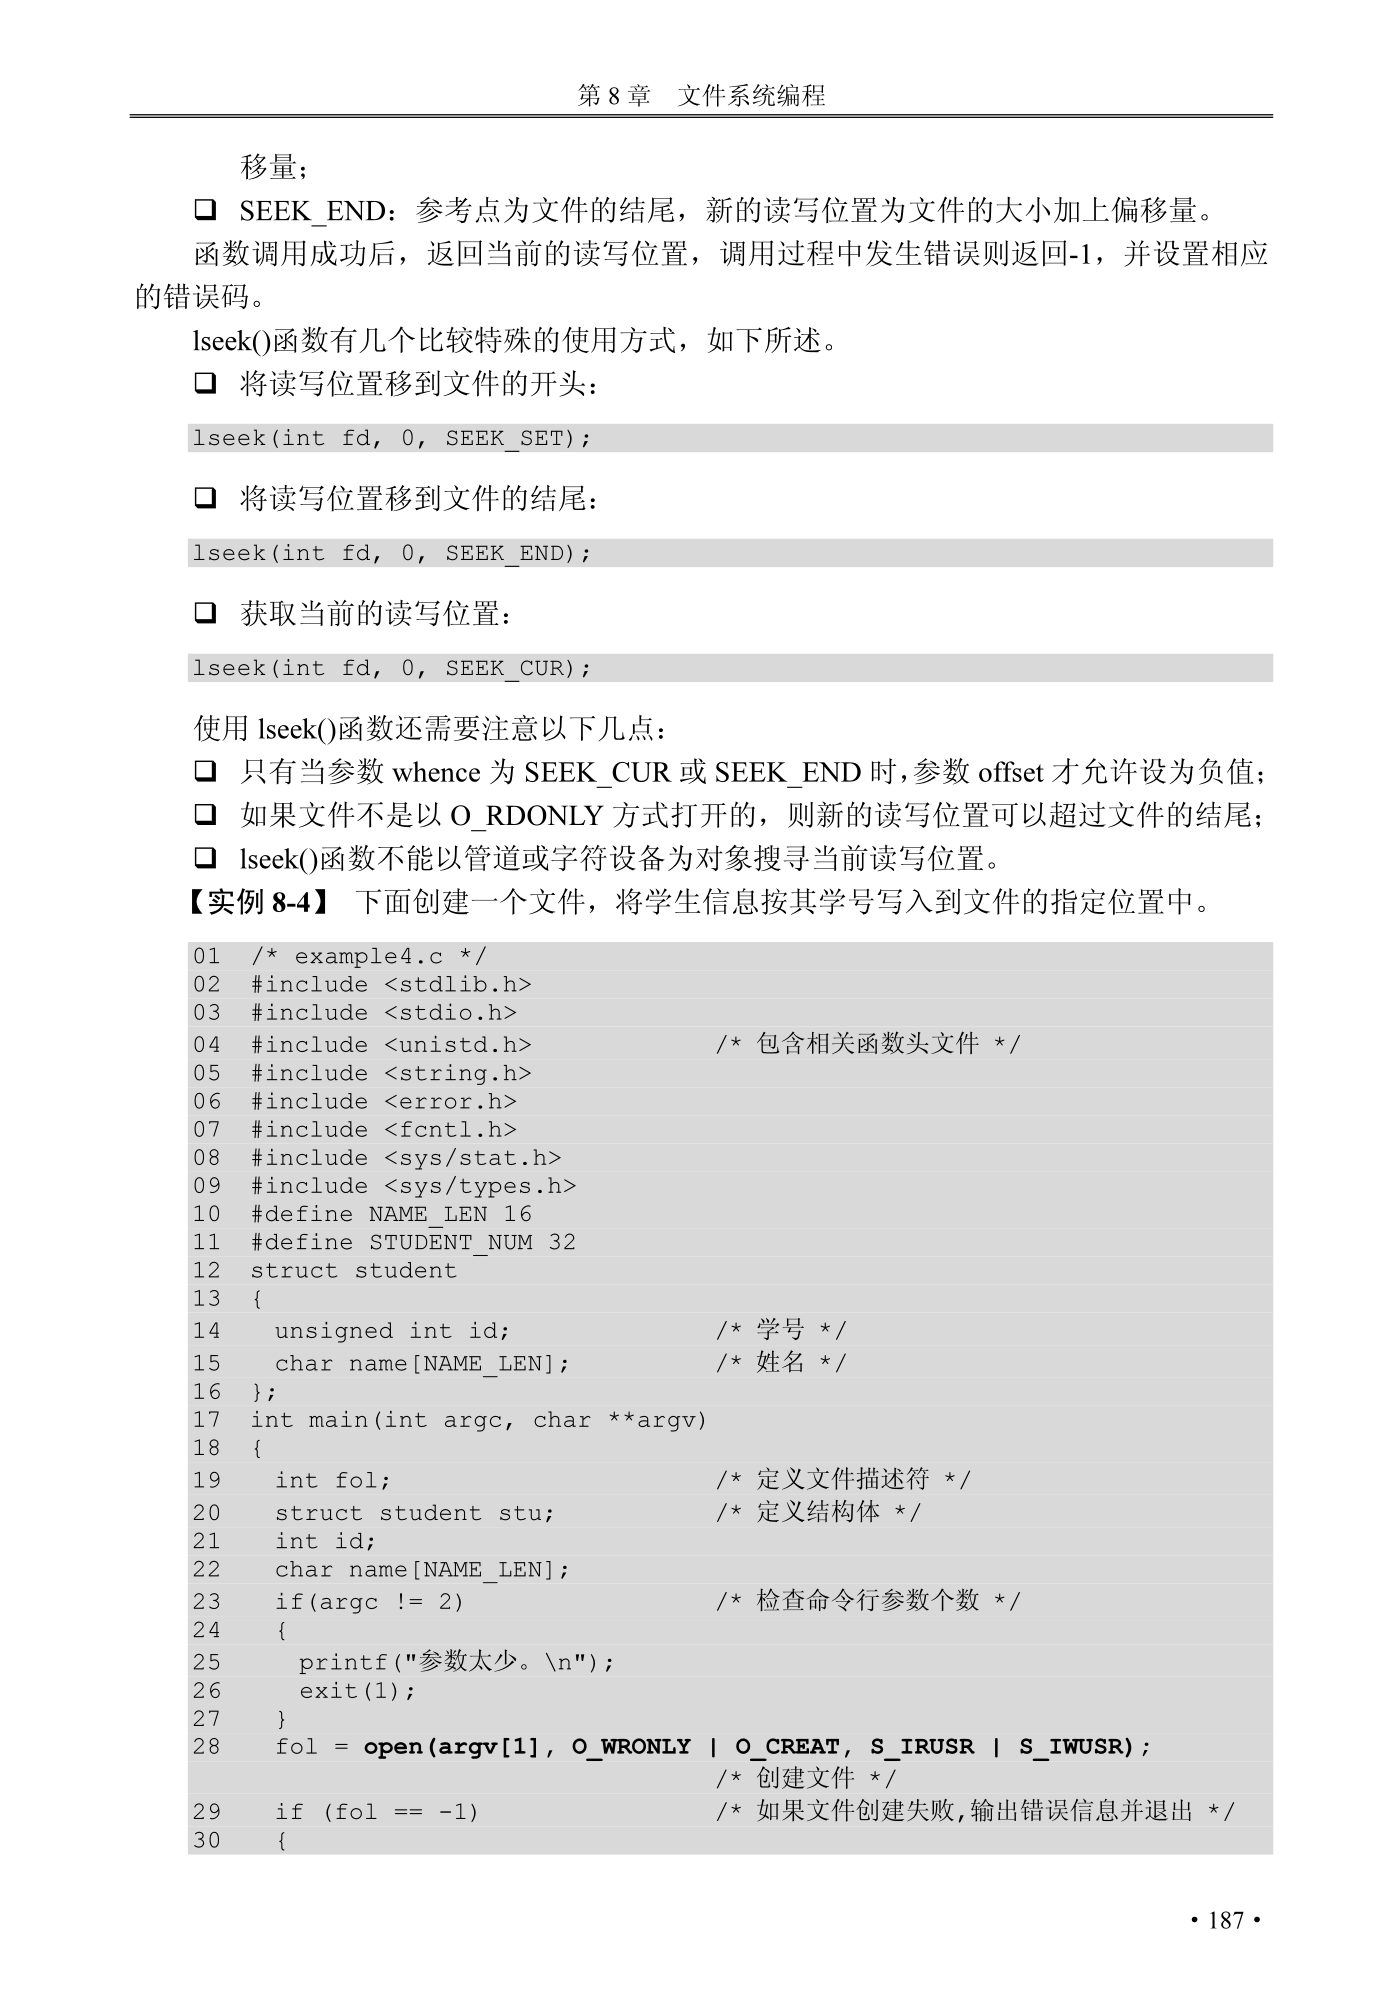 第 8 章 文件系统编程
移量；
❑ SEEK_END：参考点为文件的结尾，新的读写位置为文件的大小加上偏移量。
函数调用成功后，返回当前的读写位置，调用过程中发生错误则返回-1，并设置相应
的错误码。
lseek()函数有几个比较特殊的使用方式，如下所述。
❑ 将读写位置移到文件的开头：
lseek(int fd, 0, SEEK_SET);
❑ 将读写位置移到文件的结尾：
lseek(int fd, 0, SEEK_END);
❑ 获取当前的读写位置：
lseek(int fd, 0, SEEK_CUR);
使用 lseek()函数还需要注意以下几点：
❑ 只有当参数 whence 为 SEEK_CUR 或 SEEK_END 时，参数 offset 才允许设为负值；
❑ 如果文件不是以 O_RDONLY 方式打开的，则新的读写位置可以超过文件的结尾；
❑ lseek()函数不能以管道或字符设备为对象搜寻当前读写位置。
【实例 8-4】 下面创建一个文件，将学生信息按其学号写入到文件的指定位置中。
01 /* example4.c */
02 #include <stdlib.h>
03 #include <stdio.h>
04 #include <unistd.h> /* 包含相关函数头文件 */
05 #include <string.h>
06 #include <error.h>
07 #include <fcntl.h>
08 #include <sys/stat.h>
09 #include <sys/types.h>
10 #define NAME_LEN 16
11 #define STUDENT_NUM 32
12 struct student
13 {
14 unsigned int id; /* 学号 */
15 char name[NAME_LEN]; /* 姓名 */
16 };
17 int main(int argc, char **argv)
18 {
19 int fol; /* 定义文件描述符 */
20 struct student stu; /* 定义结构体 */
21 int id;
22 char name[NAME_LEN];
23 if(argc != 2) /* 检查命令行参数个数 */
24 {
25 printf("参数太少。\n");
26 exit(1);
27 }
28 fol = open(argv[1], O_WRONLY | O_CREAT, S_IRUSR | S_IWUSR);
/* 创建文件 */
29 if (fol == -1) /* 如果文件创建失败,输出错误信息并退出 */
30 {
· 187 ·